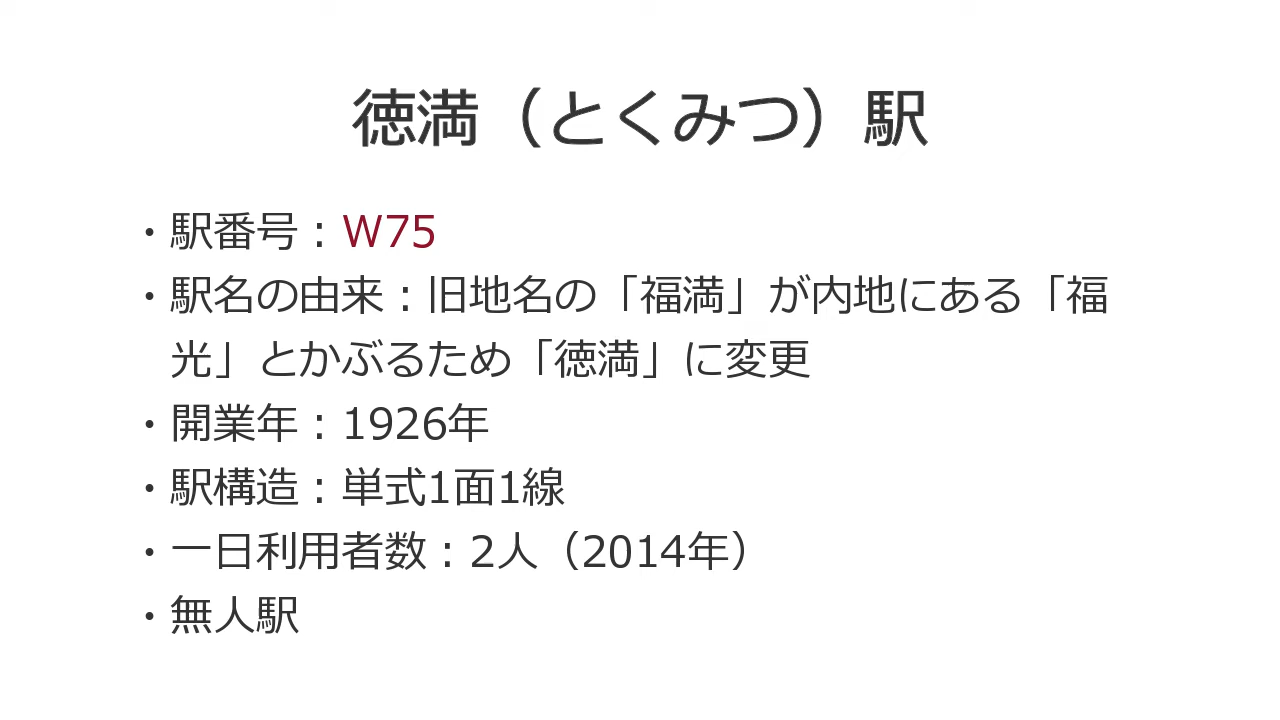 徳満（とくみつ）駅
・駅番号：W75
・駅名の由来：旧地名の「福満」が内地にある「福
光」とかぶるため「徳満」に変更
・開業年：1926年
・駅構造：単式1面1線
・一日利用者数：2人（2014年）
・無人駅